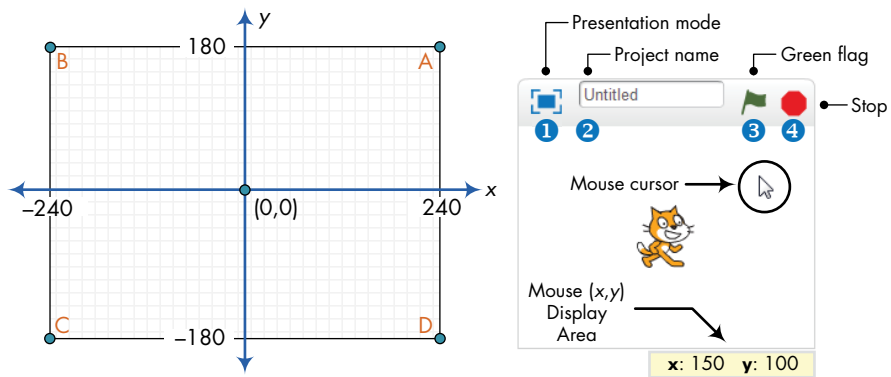 y
B
180
A
x
−240
(0,0)
240
C
−180
D
Presentation mode
Project name
Green flag
Untitled
Stop
1
2
3
4
Mouse cursor
Mouse (x,y)
Display
Area
x: 150 y: 100